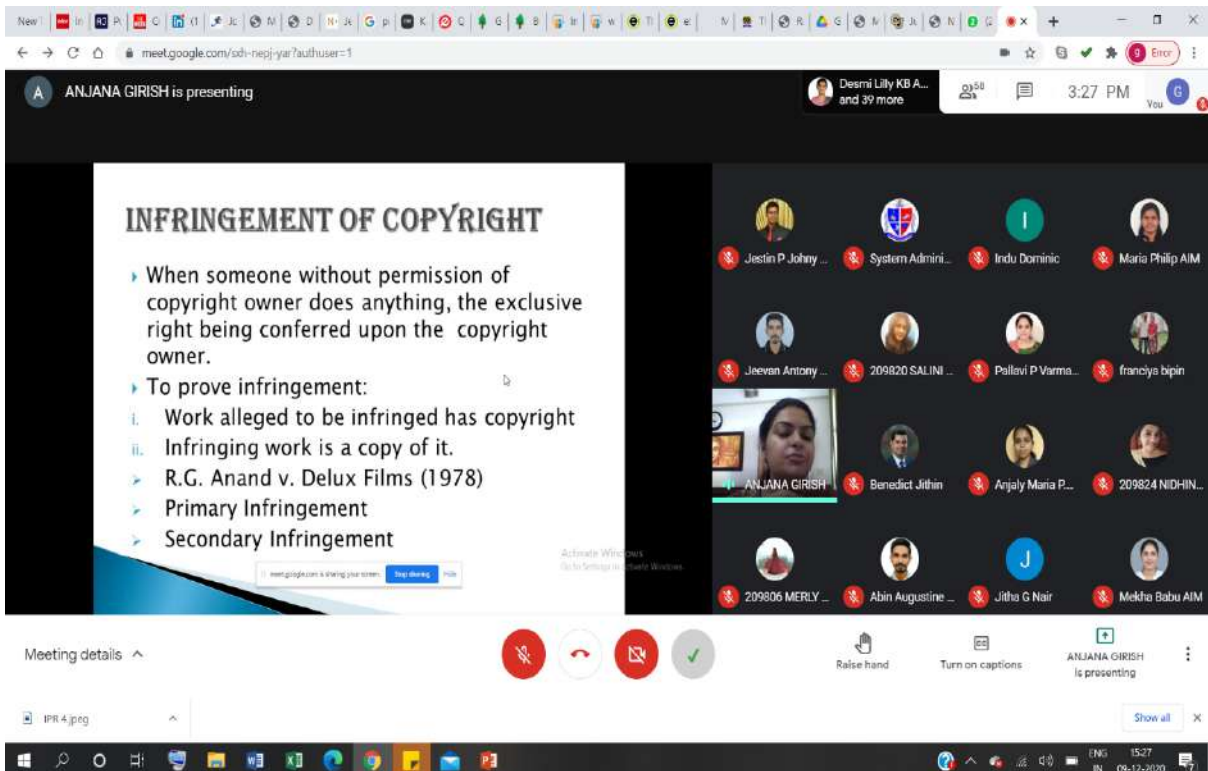 New
meet.google.com/sxh-nepj-yar?authuser=1
Error
A
ANJANA GIRISH is presenting
Desmi Lilly KB A...
and 39 more
58
3:27 PM
You
G
INFRINGEMENT OF COPYRIGHT
When someone without permission of
copyright owner does anything, the exclusive
right being conferred upon the copyright
owner.
To prove infringement:
i. Work alleged to be infringed has copyright
ii. Infringing work is a copy of it.
R.G. Anand v. Delux Films (1978)
Primary Infringement
Secondary Infringement
Activate Windows
Go to Settings to activate Windows
meet.google.com is sharing your screen. Stop sharing Hide
Jestin P Johny ...
System Admini...
I
Indu Dominic
Maria Philip AIM
Jeevan Antony ...
209820 SALINI ...
Pallavi P Varma...
franciya bipin
ANJANA GIRISH
Benedict Jithin
Anjaly Maria P...
209824 NIDHIN...
209806 MERLY ...
Abin Augustine ...
J
Jitha G Nair
Mekha Babu AIM
Meeting details
Raise hand
Turn on captions
ANJANA GIRISH
is presenting
IPR 4.jpeg
Show all
ENG
IN
15:27
09-12-2020